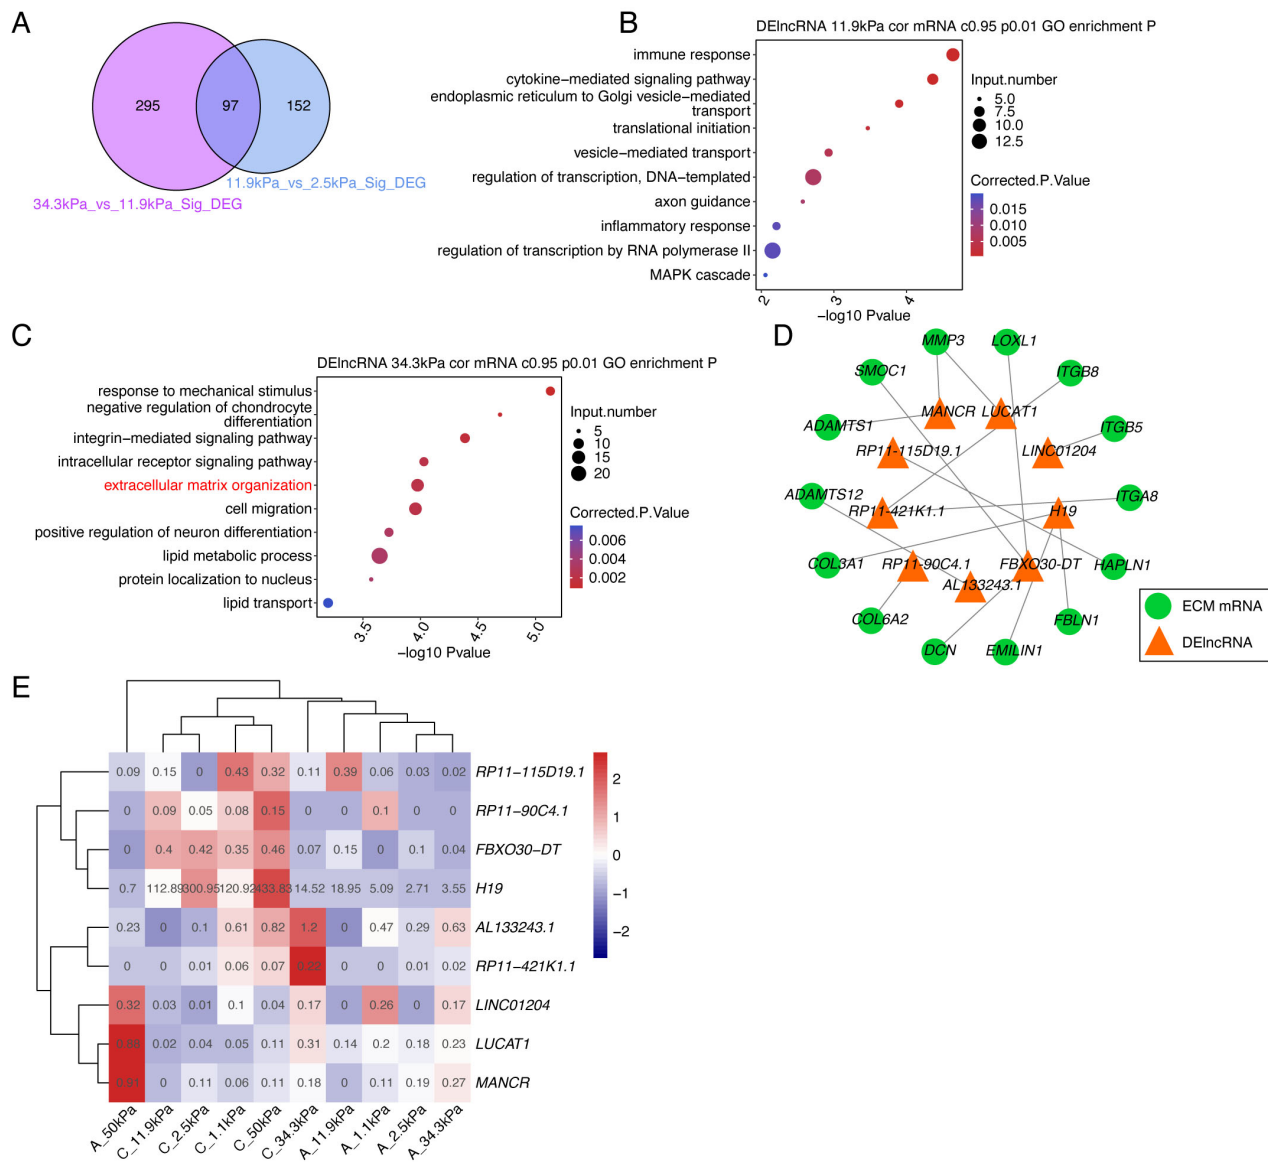 A
295
97
152
11.9kPa_vs_2.5kPa_Sig_DEG
34.3kPa_vs_11.9kPa_Sig_DEG
B
DElncRNA 11.9kPa cor mRNA c0.95 p0.01 GO enrichment P
immune response
cytokine−mediated signaling pathway
endoplasmic reticulum to Golgi vesicle−mediated
transport
translational initiation
vesicle−mediated transport
regulation of transcription, DNA−templated
axon guidance
inflammatory response
regulation of transcription by RNA polymerase II
MAPK cascade
2 3 4
−log10 Pvalue
Input.number
5.0
7.5
10.0
12.5
Corrected.P.Value
0.015
0.010
0.005
C
DElncRNA 34.3kPa cor mRNA c0.95 p0.01 GO enrichment P
response to mechanical stimulus
negative regulation of chondrocyte
differentiation
integrin−mediated signaling pathway
intracellular receptor signaling pathway
extracellular matrix organization
cell migration
positive regulation of neuron differentiation
lipid metabolic process
protein localization to nucleus
lipid transport
3.5 4.0 4.5 5.0
−log10 Pvalue
Input.number
5
10
15
20
Corrected.P.Value
0.006
0.004
0.002
D
MMP3 LOXL1
SMOC1 ITGB8
MANCR LUCAT1
ADAMTS1 ITGB5
RP11-115D19.1 LINC01204
ADAMTS12 ITGA8
RP11-421K1.1 H19
COL3A1 RP11-90C4.1 FBXO30-DT HAPLN1
AL133243.1
COL6A2 FBLN1
DCN EMILIN1
ECM mRNA
DElncRNA
E
0.09 0.15 0 0.43 0.32 0.11 0.39 0.06 0.03 0.02 RP11−115D19.1
0 0.09 0.05 0.08 0.15 0 0 0.1 0 0 RP11−90C4.1
0 0.4 0.42 0.35 0.46 0.07 0.15 0 0.1 0.04 FBXO30−DT
0.7 112.89 300.95 120.92 433.83 14.52 18.95 5.09 2.71 3.55 H19
0.23 0 0.1 0.61 0.82 1.2 0 0.47 0.29 0.63 AL133243.1
0 0 0.01 0.06 0.07 0.22 0 0 0.01 0.02 RP11−421K1.1
0.32 0.03 0.01 0.1 0.04 0.17 0 0.26 0 0.17 LINC01204
0.02 0.04 0.05 0.11 0.31 0.14 0.2 0.18 0.23 LUCAT1
0.91 0 0.11 0.06 0.11 0.18 0 0.11 0.19 0.27 MANCR
A_50kPa C_11.9kPa C_2.5kPa C_1.1kPa C_50kPa C_34.3kPa A_11.9kPa A_1.1kPa A_2.5kPa A_34.3kPa
2
1
0
−1
−2